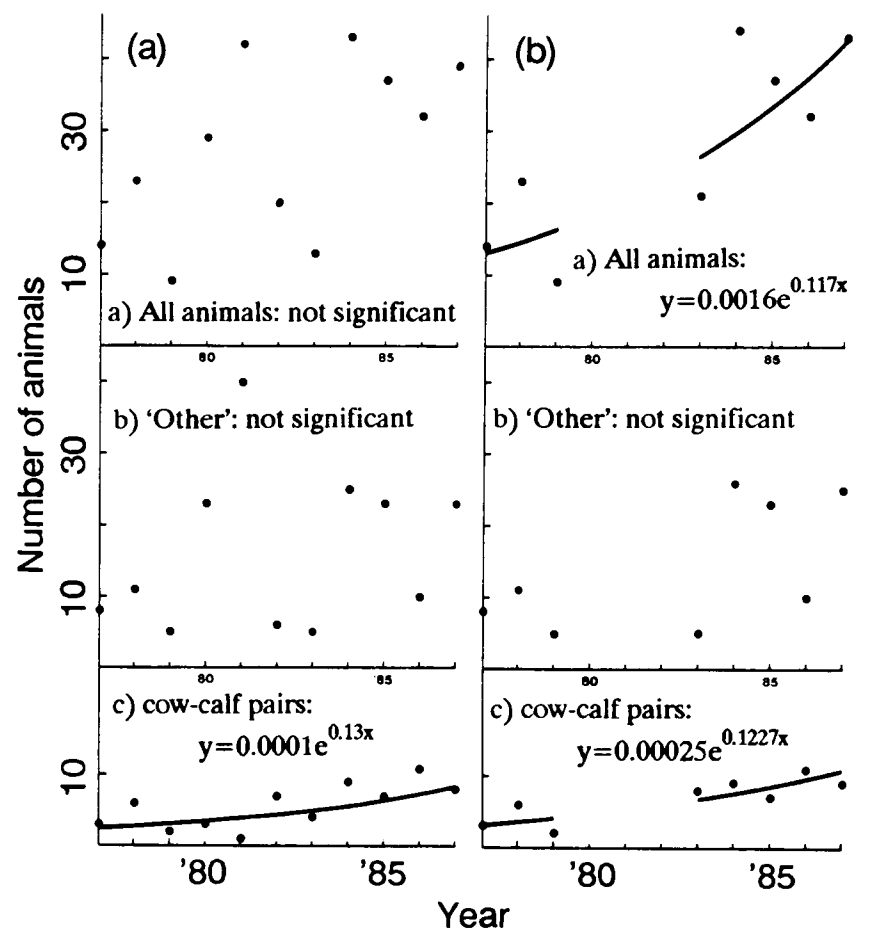 (a)
(b)
Number of animals
30
10
a) All animals: not significant
80
85
a) All animals:
y=0.0016e^0.117x
80
85
30
10
b) ‘Other’: not significant
80
85
b) ‘Other’: not significant
80
85
10
c) cow-calf pairs:
y=0.0001e^0.13x
'80
'85
c) cow-calf pairs:
y=0.00025e^0.1227x
'80
'85
Year